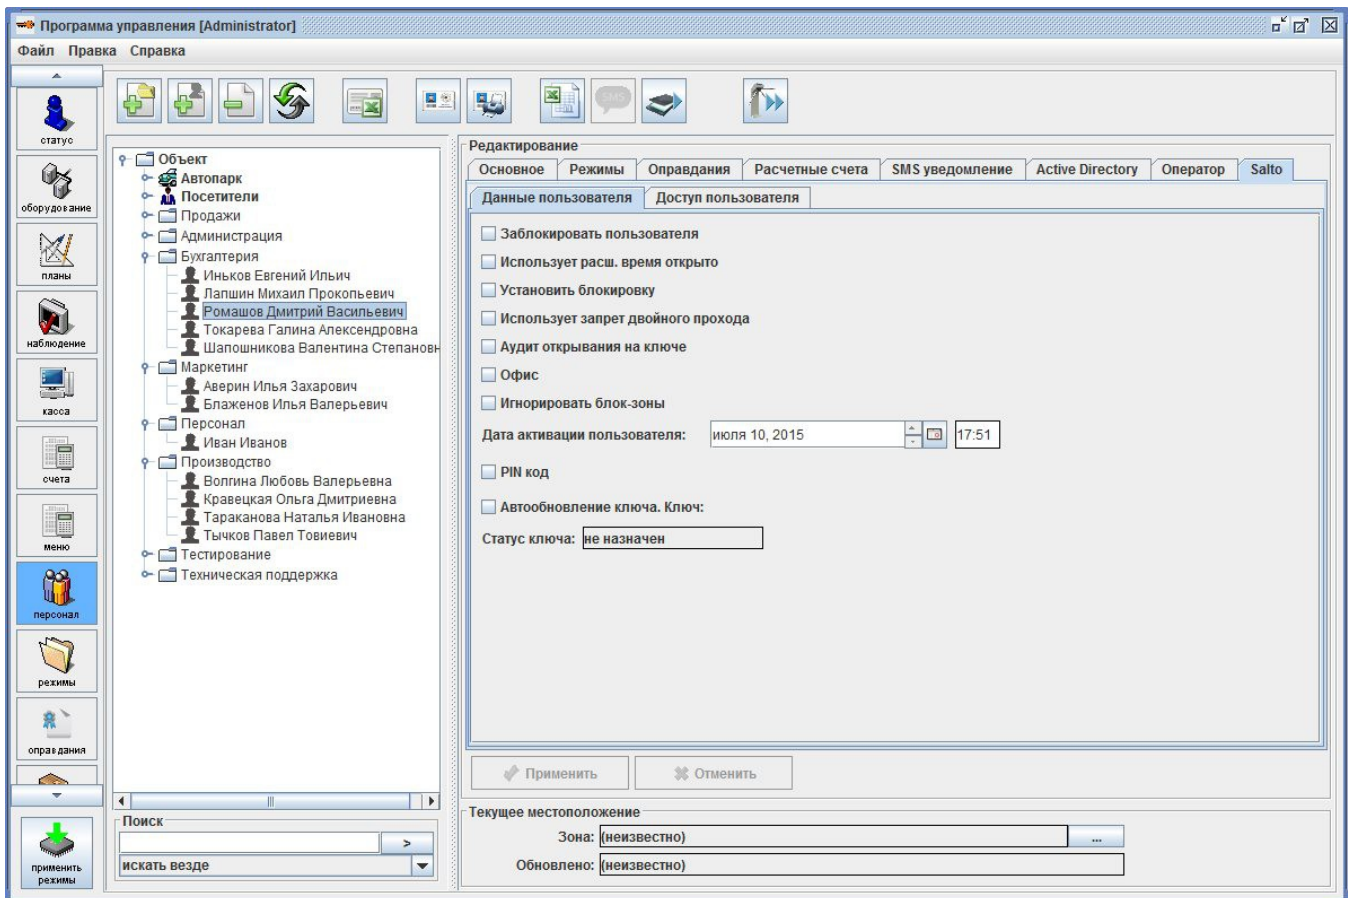 Программа управления [Administrator]
Файл Правка Справка
статус
оборудование
планы
наблюдение
касса
счета
меню
персонал
режимы
оправдания
применить
режимы
SMS
Объект
Автопарк
Посетители
Продажи
Администрация
Бухгалтерия
Иньков Евгений Ильич
Лапшин Михаил Прокопьевич
Ромашов Дмитрий Васильевич
Токарева Галина Алексендровна
Шапошникова Валентина Степановн
Маркетинг
Аверин Илья Захарович
Блаженов Илья Валерьевич
Персонал
Иван Иванов
Производство
Волгина Любовь Валерьевна
Кравецкая Ольга Дмитриевна
Тараканова Наталья Ивановна
Тычков Павел Товиевич
Тестирование
Техническая поддержка
Поиск
>
искать везде
Редактирование
Основное Режимы Оправдания Расчетные счета SMS уведомление Active Directory Оператор Salto
Данные пользователя Доступ пользователя
Заблокировать пользователя
Использует расш. время открыто
Установить блокировку
Использует запрет двойного прохода
Аудит открывания на ключе
Офис
Игнорировать блок-зоны
Дата активации пользователя: июля 10, 2015 17:51
PIN код
Автообновление ключа. Ключ:
Статус ключа: не назначен
Применить Отменить
Текущее местоположение
Зона: (неизвестно) ...
Обновлено: (неизвестно)